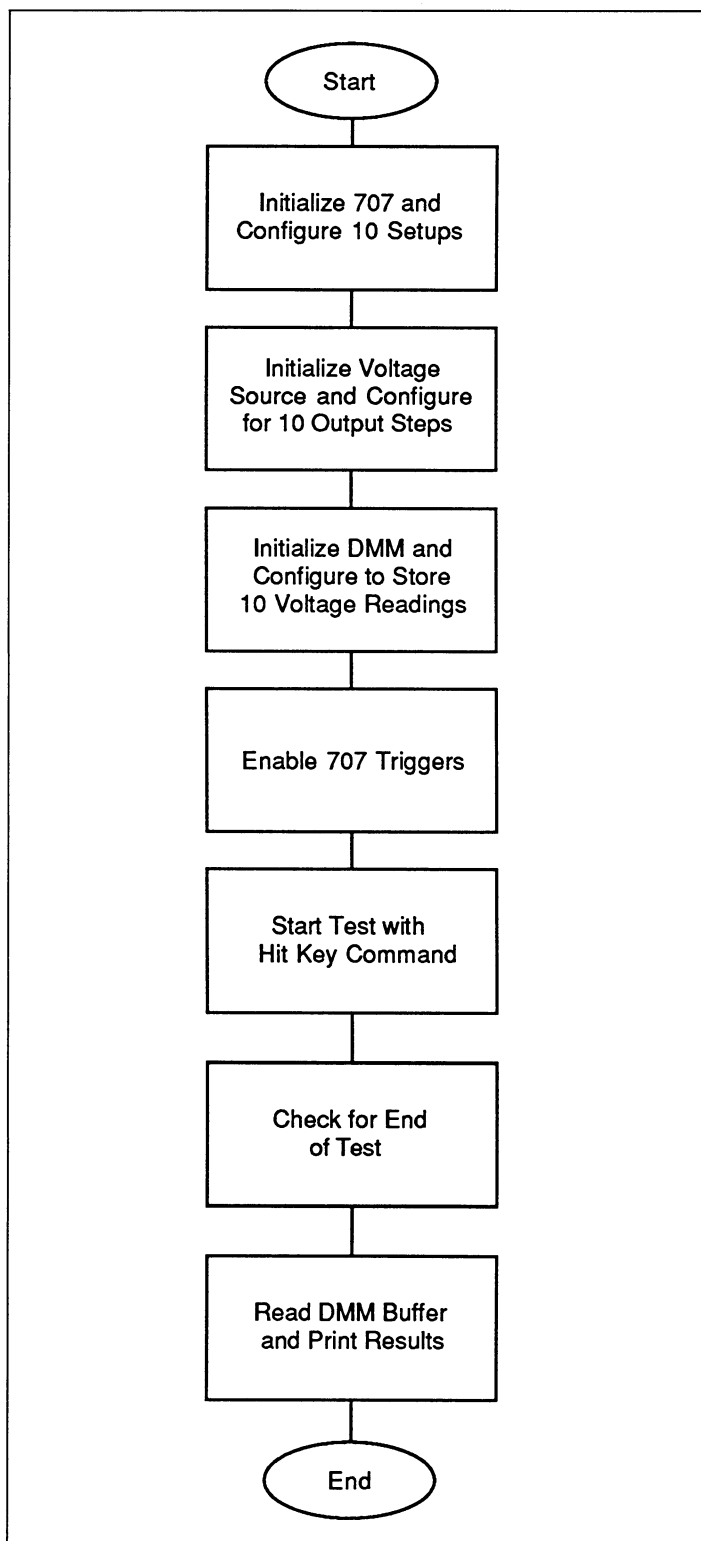 Start
Initialize 707 and
Configure 10 Setups
Initialize Voltage
Source and Configure
for 10 Output Steps
Initialize DMM and
Configure to Store
10 Voltage Readings
Enable 707 Triggers
Start Test with
Hit Key Command
Check for End
of Test
Read DMM Buffer
and Print Results
End